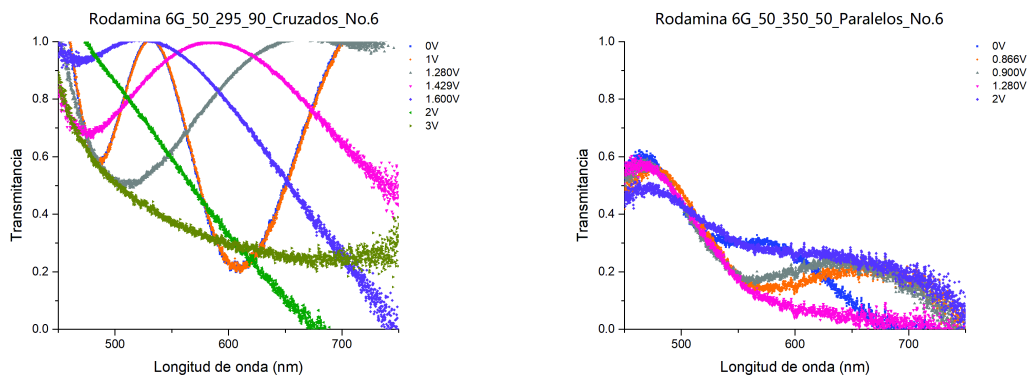 Rodamina 6G_50_295_90_Cruzados_No.6
1.0
0.8
0.6
0.4
0.2
0.0
Transmitancia
500
600
700
Longitud de onda (nm)
0V
1V
1.280V
1.429V
1.600V
2V
3V
Rodamina 6G_50_350_50_Paralelos_No.6
1.0
0.8
0.6
0.4
0.2
0.0
Transmitancia
500
600
700
Longitud de onda (nm)
0V
0.866V
0.900V
1.280V
2V